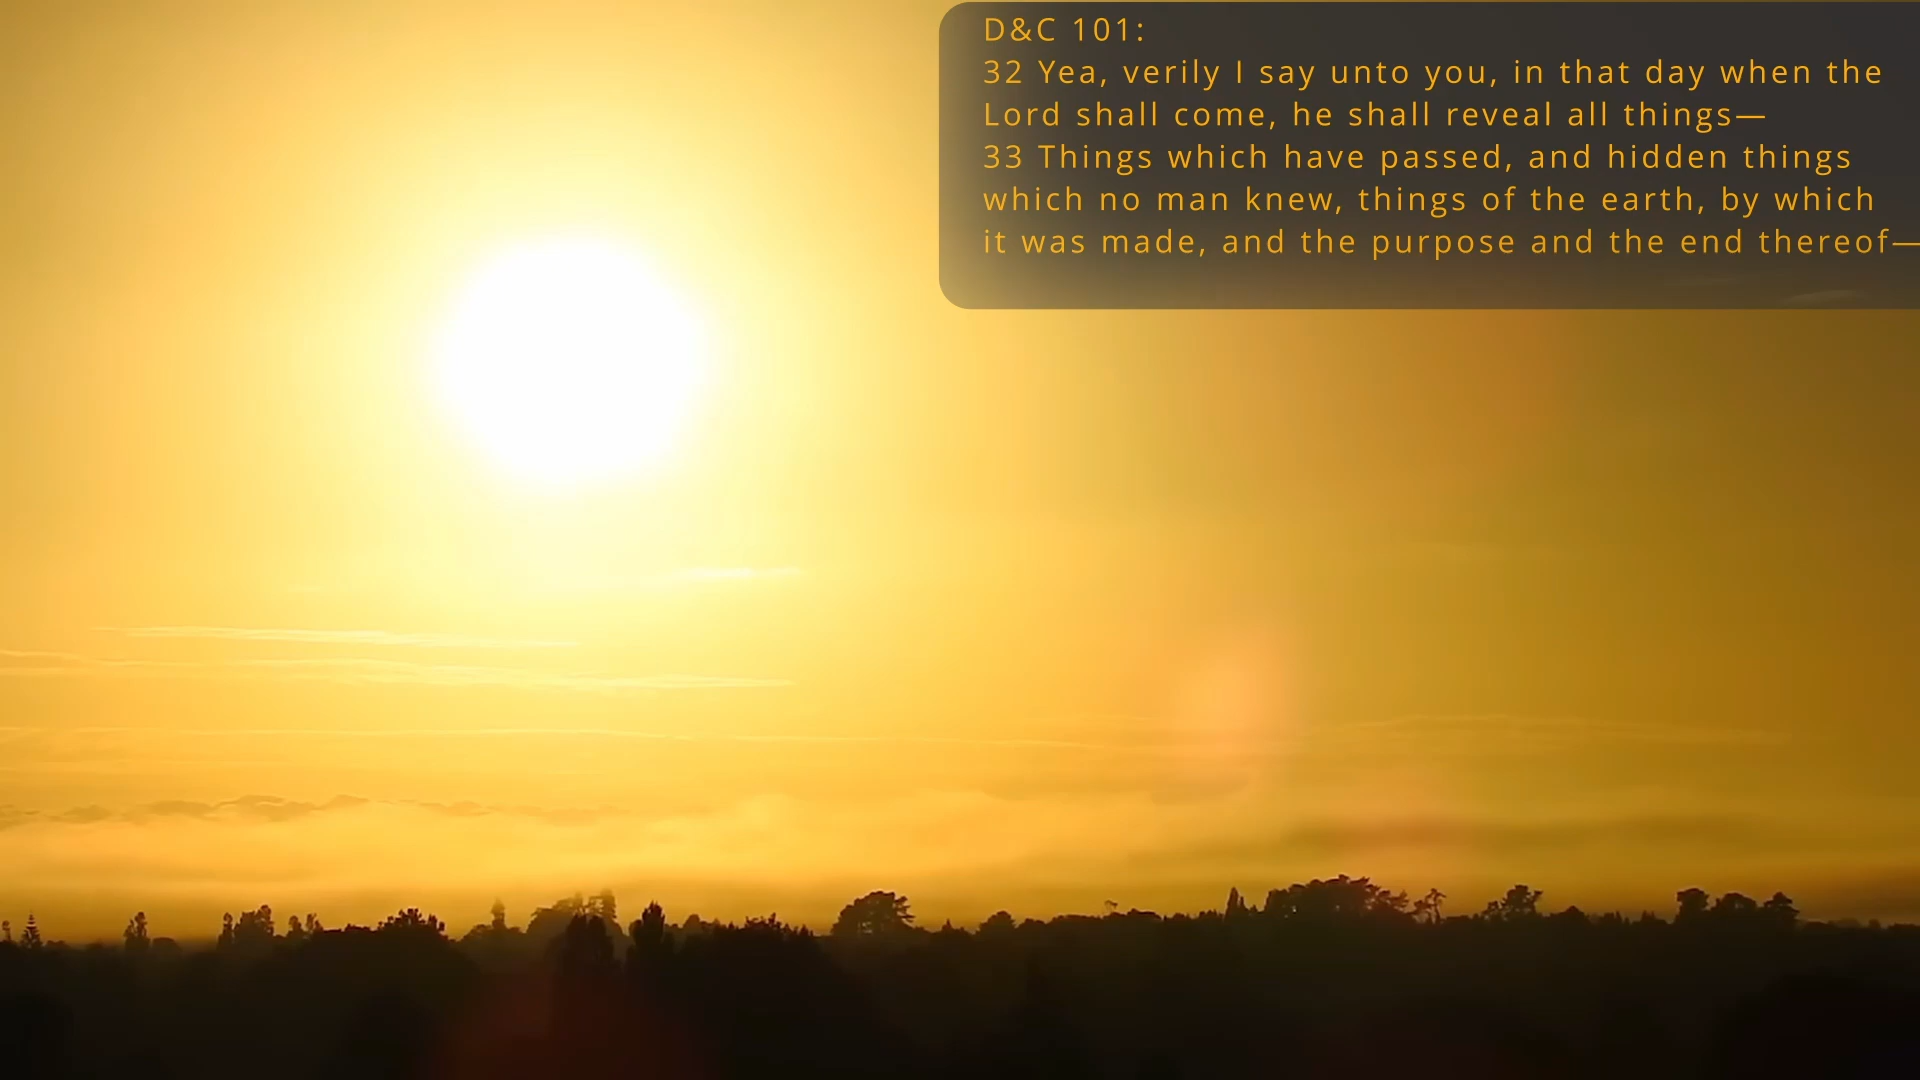 D&C 101:
32 Yea, verily I say unto you, in that day when the
Lord shall come, he shall reveal all things—
33 Things which have passed, and hidden things
which no man knew, things of the earth, by which
it was made, and the purpose and the end thereof—